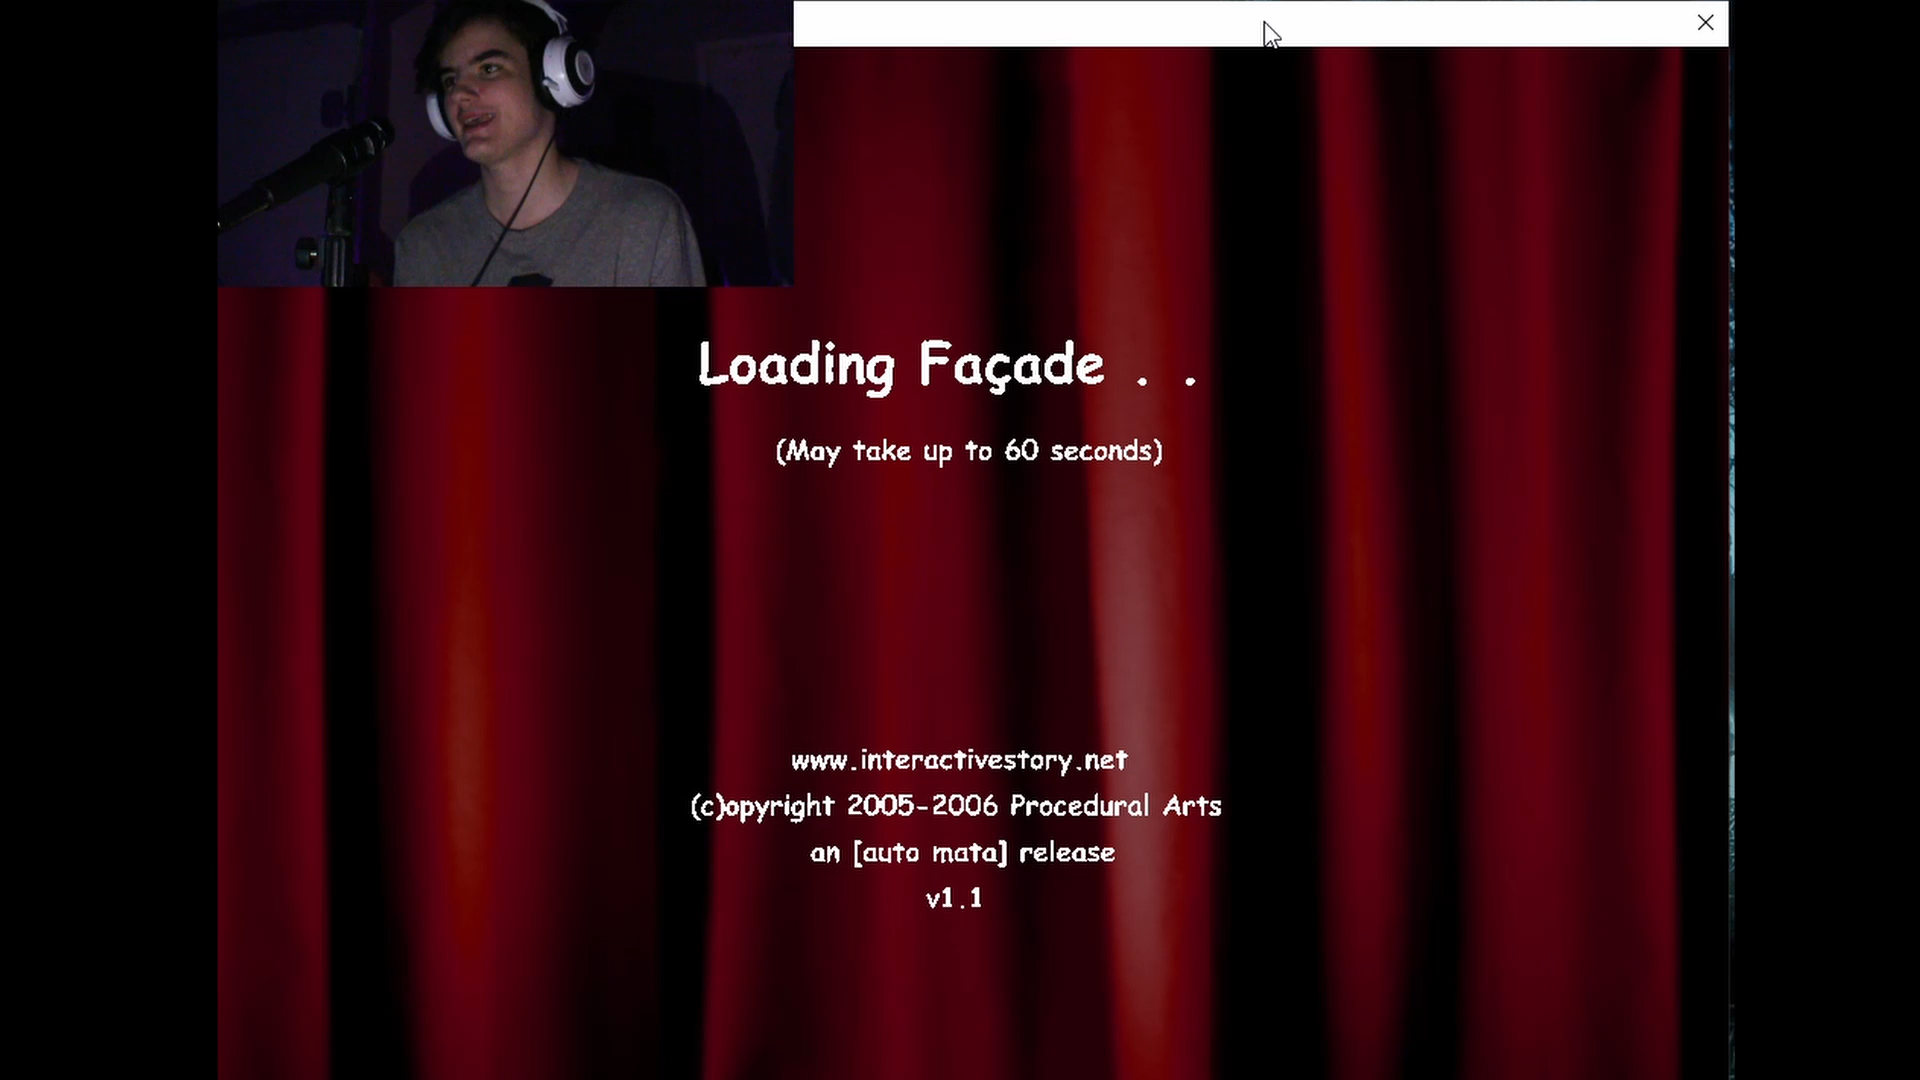 Loading Façade . .
(May take up to 60 seconds)
www.interactivestory.net
(c)opyright 2005-2006 Procedural Arts
an [auto mata] release
v1.1